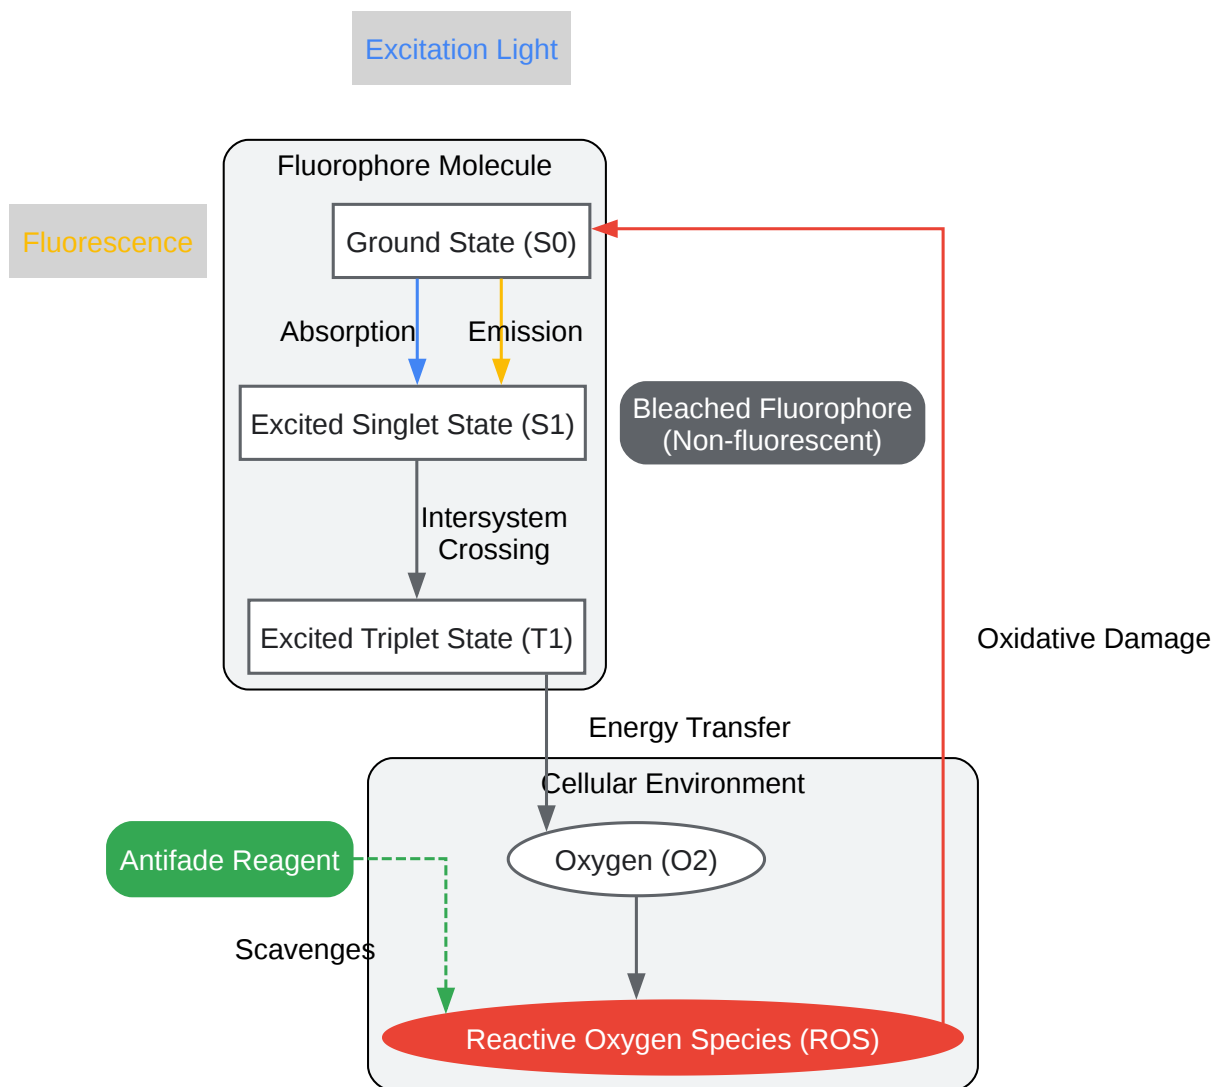 Excitation Light
Fluorophore Molecule
Fluorescence
Ground State (S0)
Absorption
Emission
Excited Singlet State (S1)
Bleached Fluorophore
(Non-fluorescent)
Intersystem
Crossing
Excited Triplet State (T1)
Oxidative Damage
Energy Transfer
Cellular Environment
Antifade Reagent
Oxygen (O2)
Scavenges
Reactive Oxygen Species (ROS)